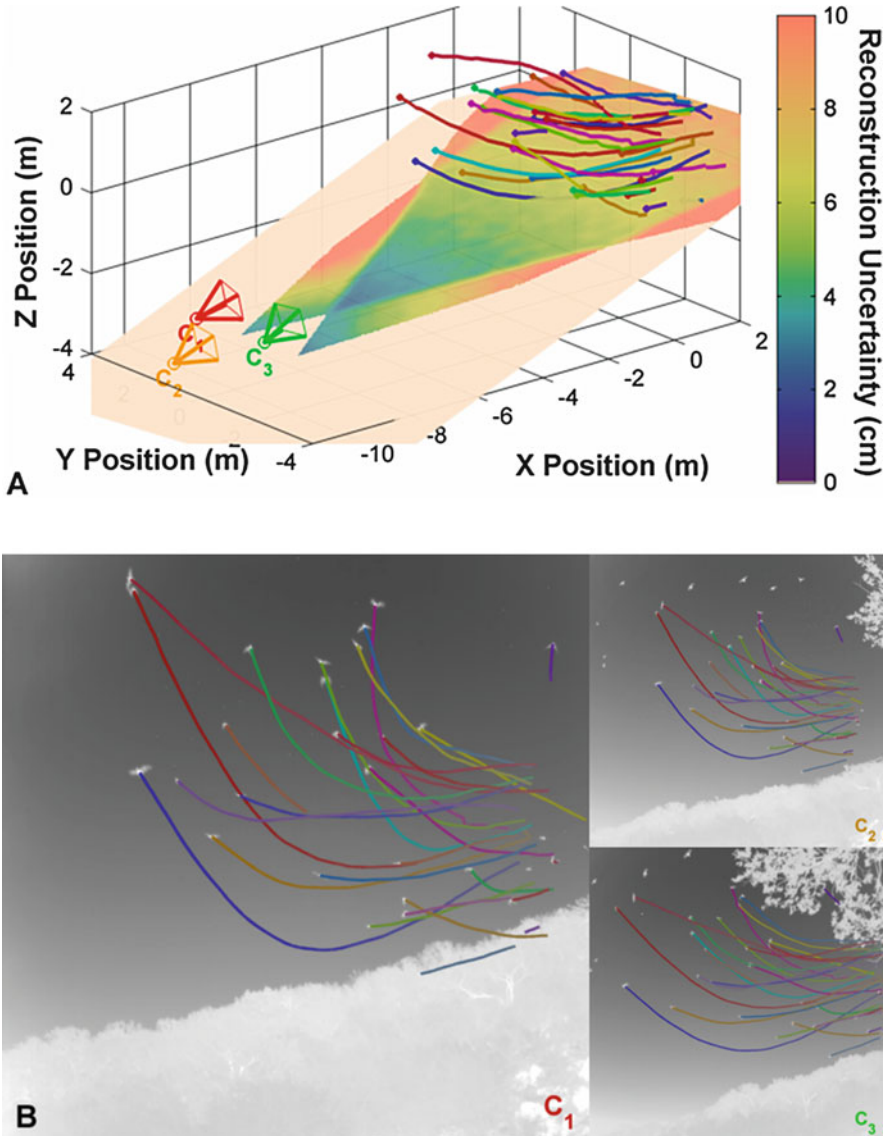 2
0
-2
-4
Z Position (m)
4
2
0
-4
Y Position (m)
-10
-8
-6
-4
-2
0
2
X Position (m)
C1
C2
C3
10
8
6
4
2
0
Reconstruction Uncertainty (cm)
A
B
C1
C2
C3